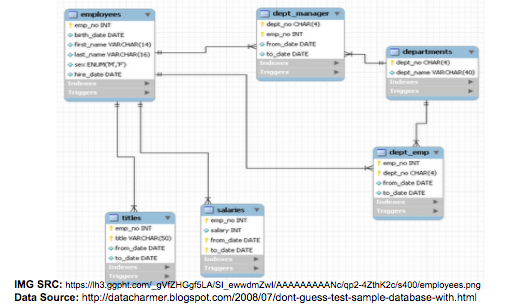 employees
emp_no INT
birth_date DATE
first_name VARCHAR(14)
last_name VARCHAR(16)
sex ENUM('M','F')
hire_date DATE
Indexes
Triggers
dept_manager
dept_no CHAR(4)
emp_no INT
from_date DATE
to_date DATE
Indexes
Triggers
departments
dept_no CHAR(4)
dept_name VARCHAR(40)
Indexes
Triggers
dept_emp
emp_no INT
dept_no CHAR(4)
from_date DATE
to_date DATE
Indexes
Triggers
titles
emp_no INT
title VARCHAR(50)
from_date DATE
to_date DATE
Indexes
Triggers
salaries
emp_no INT
salary INT
from_date DATE
to_date DATE
Indexes
Triggers
IMG SRC: https://lh3.ggpht.com/_gVfZHGgf5LA/SI_ewwdmZwI/AAAAAAAAANc/qp2-4ZthK2c/s400/employees.png
Data Source: http://datacharmer.blogspot.com/2008/07/dont-guess-test-sample-database-with.html